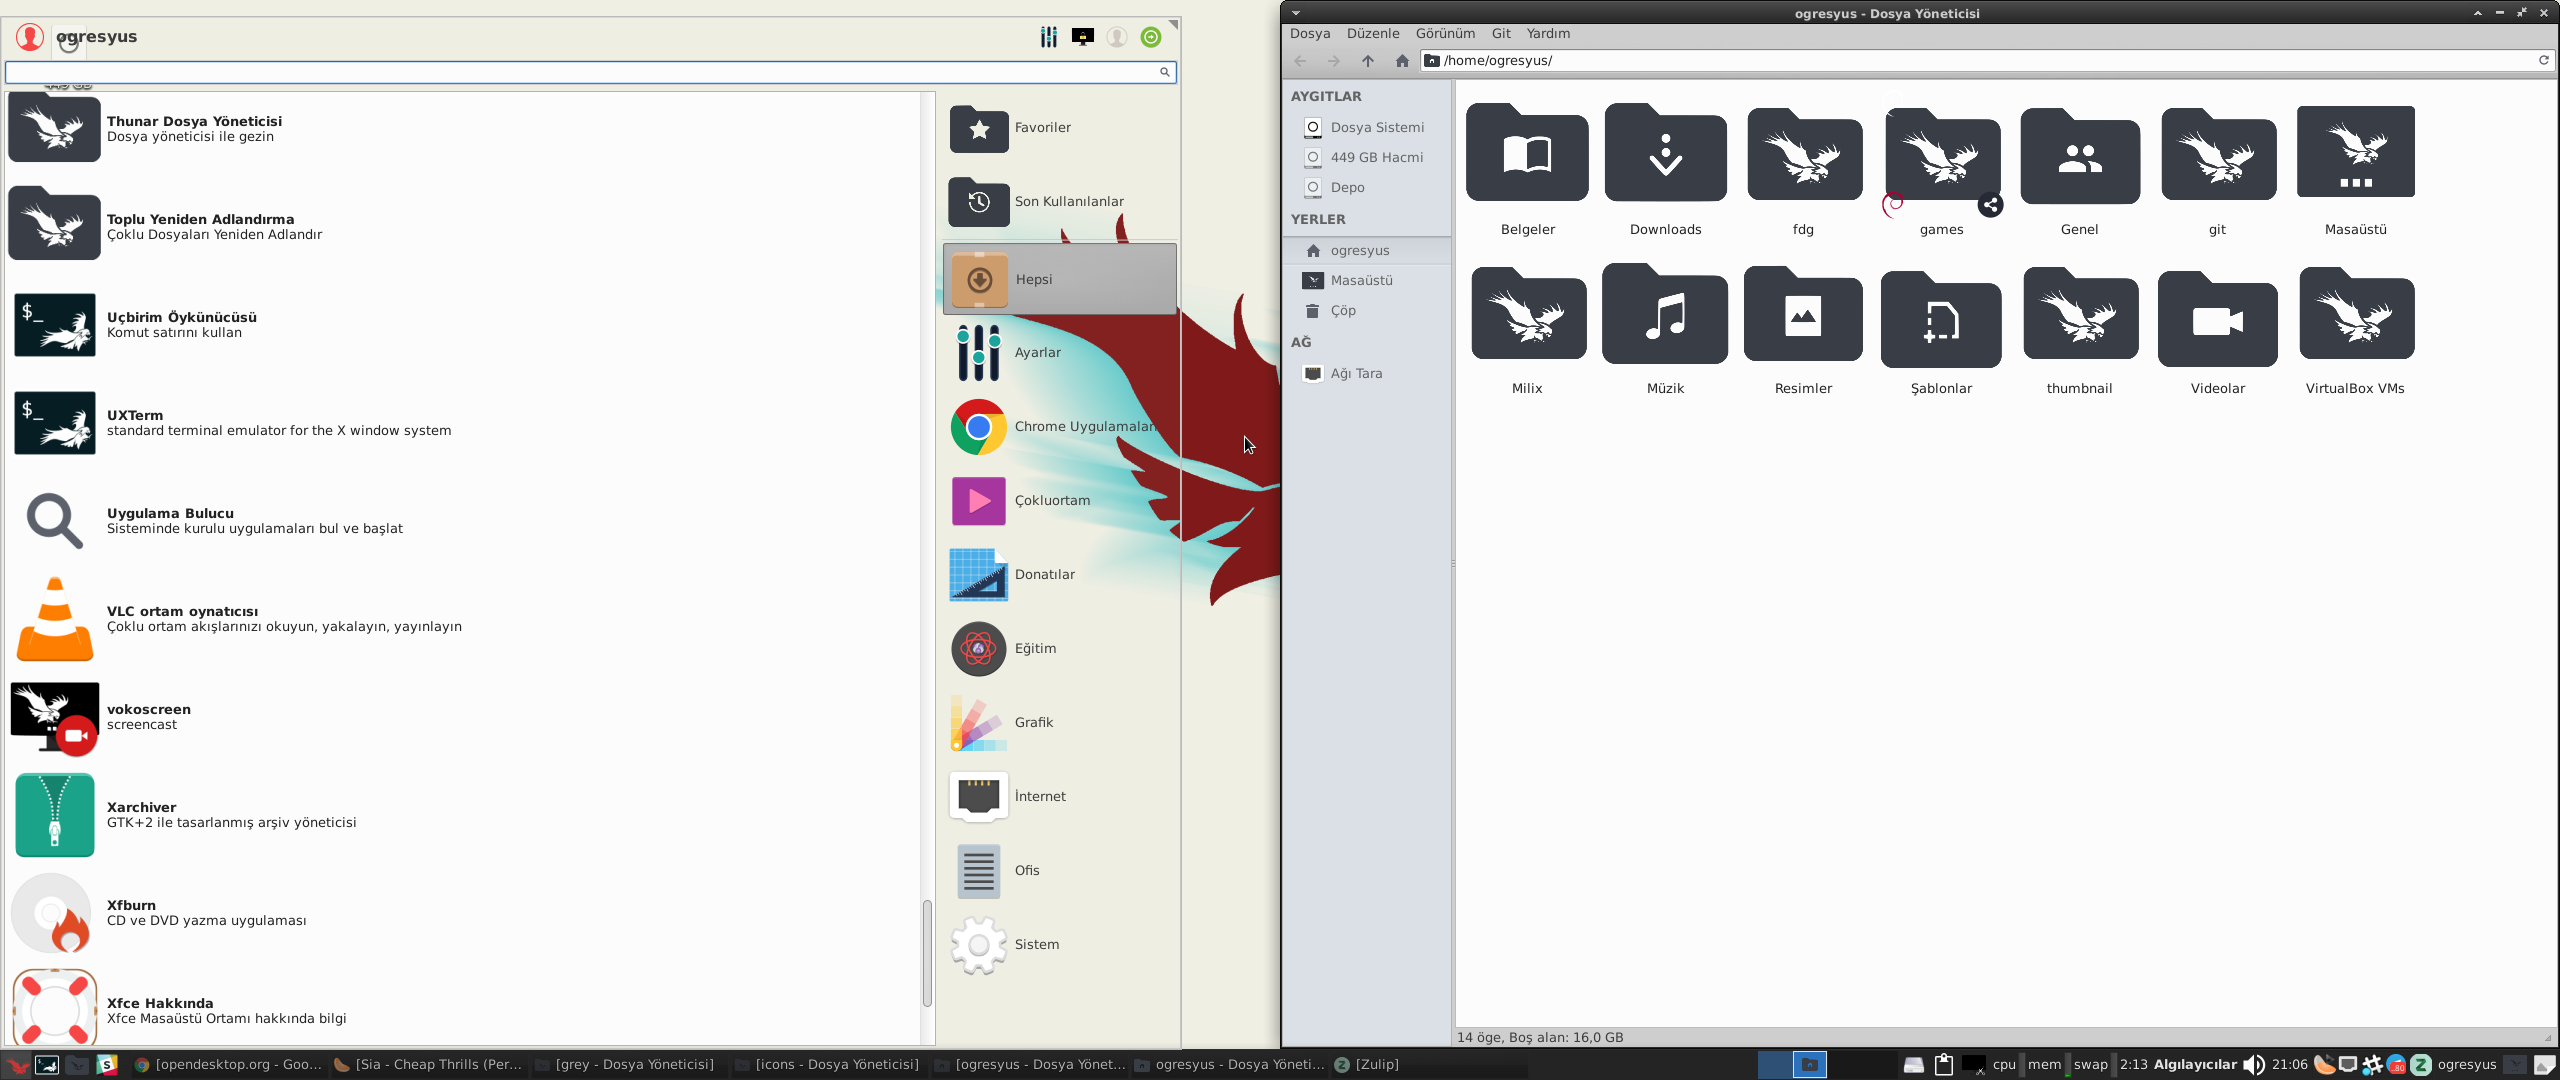 ogresyus
Thunar Dosya Yöneticisi
Dosya yöneticisi ile gezin
Toplu Yeniden Adlandırma
Çoklu Dosyaları Yeniden Adlandır
$_
Uçbirim Öykünücüsü
Komut satırını kullan
$_
UXTerm
standard terminal emulator for the X window system
Uygulama Bulucu
Sisteminde kurulu uygulamaları bul ve başlat
VLC ortam oynatıcısı
Çoklu ortam akışlarınızı okuyun, yakalayın, yayınlayın
vokoscreen
screencast
Xarchiver
GTK+2 ile tasarlanmış arşiv yöneticisi
Xfburn
CD ve DVD yazma uygulaması
Xfce Hakkında
Xfce Masaüstü Ortamı hakkında bilgi
Favoriler
Son Kullanılanlar
Hepsi
Ayarlar
Chrome Uygulamaları
Çokluortam
Donatılar
Eğitim
Grafik
İnternet
Ofis
Sistem
ogresyus - Dosya Yöneticisi
Dosya Düzenle Görünüm Git Yardım
/home/ogresyus/
AYGITLAR
Dosya Sistemi
449 GB Hacmi
Depo
YERLER
ogresyus
Masaüstü
Çöp
AĞ
Ağı Tara
Belgeler Downloads fdg games Genel git Masaüstü
Milix Müzik Resimler Şablonlar thumbnail Videolar VirtualBox VMs
14 öge, Boş alan: 16,0 GB
[opendesktop.org - Goo... [Sia - Cheap Thrills (Per... [grey - Dosya Yöneticisi] [icons - Dosya Yöneticisi] [ogresyus - Dosya Yönet... ogresyus - Dosya Yöneti... [Zulip] cpu mem swap 2:13 Algılayıcılar 21:06 80 ogresyus